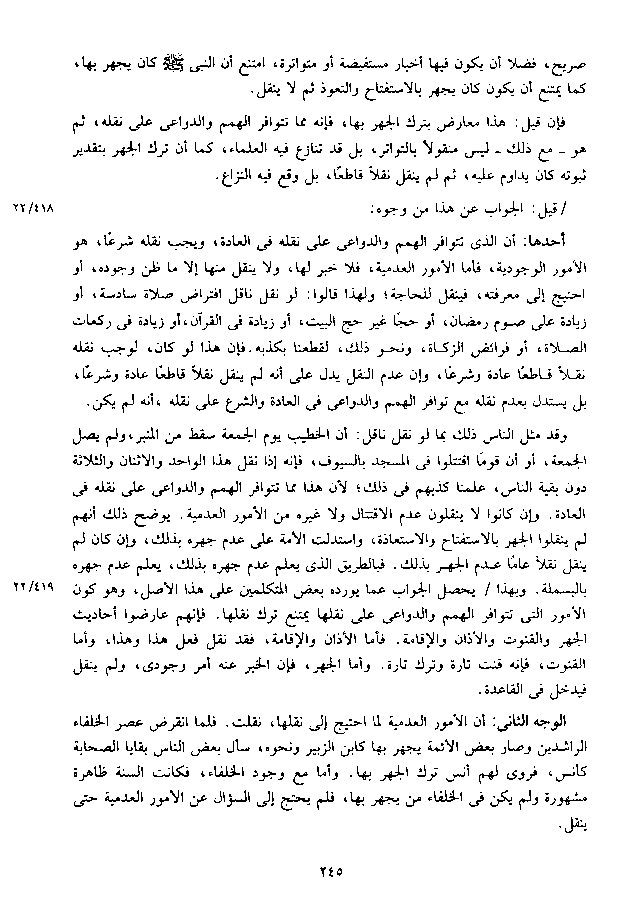 صريح، فضلا أن يكون فيها أخبار مستفيضة أو متواترة، امتنع أن النبى ﷺ كان يجهر بها،
كما يمتنع أن يكون كان يجهر بالاستفتاح والتعوذ ثم لا ينقل.
فإن قيل: هذا معارض بترك الجهر بها، فإنه مما تتوافر الهمم والدواعى على نقله، ثم
هو ـ مع ذلك ـ ليس منقولاً بالتواتر، بل قد تنازع فيه العلماء، كما أن ترك الجهر بتقدير
ثبوته كان يداوم عليه، ثم لم ينقل نقلاً قاطعًا، بل وقع فيه النزاع.
/ قيل: الجواب عن هذا من وجوه:
٢٢/٤١٨
أحدها: أن الذى تتوافر الهمم والدواعى على نقله فى العادة، ويجب نقله شرعًا، هو
الأمور الوجودية، فأما الأمور العدمية، فلا خبر لها، ولا ينقل منها إلا ما ظن وجوده، أو
احتيج إلى معرفته، فينقل للحاجة؛ ولهذا قالوا: لو نقل ناقل افتراض صلاة سادسة، أو
زيادة على صوم رمضان، أو حجًا غير حج البيت، أو زيادة فى القرآن،أو زيادة فى ركعات
الصلاة، أو فرائض الزكاة، ونحو ذلك، لقطعنا بكذبه.فإن هذا لو كان، لوجب نقله
نقلاً قاطعًا عادة وشرعًا، وإن عدم النقل يدل على أنه لم ينقل نقلاً قاطعًا عادة وشرعًا،
بل يستدل بعدم نقله مع توافر الهمم والدواعى فى العادة والشرع على نقله ،أنه لم يكن.
وقد مثل الناس ذلك بما لو نقل ناقل: أن الخطيب يوم الجمعة سقط من المنبر،ولم يصل
الجمعة، أو أن قومًا اقتتلوا فى المسجد بالسيوف، فإنه إذا نقل هذا الواحد والاثنان والثلاثة
دون بقية الناس، علمنا كذبهم فى ذلك؛ لأن هذا مما تتوافر الهمم والدواعى على نقله فى
العادة. وإن كانوا لا ينقلون عدم الاقتتال ولا غيره من الأمور العدمية. يوضح ذلك أنهم
لم ينقلوا الجهر بالاستفتاح والاستعاذة، واستدلت الأمة على عدم جهره بذلك، وإن كان لم
ينقل نقلاً عامًا عدم الجهر بذلك. فبالطريق الذى يعلم عدم جهره بذلك، يعلم عدم جهره
بالبسملة. وبهذا / يحصل الجواب عما يورده بعض المتكلمين على هذا الأصل، وهو كون
٢٢/٤١٩
الأمور التى تتوافر الهمم والدواعى على نقلها يمتنع ترك نقلها. فإنهم عارضوا أحاديث
الجهر والقنوت والأذان والإقامة. فأما الأذان والإقامة، فقد نقل فعل هذا وهذا، وأما
القنوت، فإنه قنت تارة وترك تارة. وأما الجهر، فإن الخبر عنه أمر وجودى، ولم ينقل
فيدخل فى القاعدة.
الوجه الثانى: أن الأمور العدمية لما احتيج إلى نقلها، نقلت. فلما انقرض عصر الخلفاء
الراشدين وصار بعض الأئمة يجهر بها كابن الزبير ونحوه، سأل بعض الناس بقايا الصحابة
كأنس، فروى لهم أنس ترك الجهر بها. وأما مع وجود الخلفاء، فكانت السنة ظاهرة
مشهورة ولم يكن فى الخلفاء من يجهر بها، فلم يحتج إلى السؤال عن الأمور العدمية حتى
ينقل.
٢٤٥